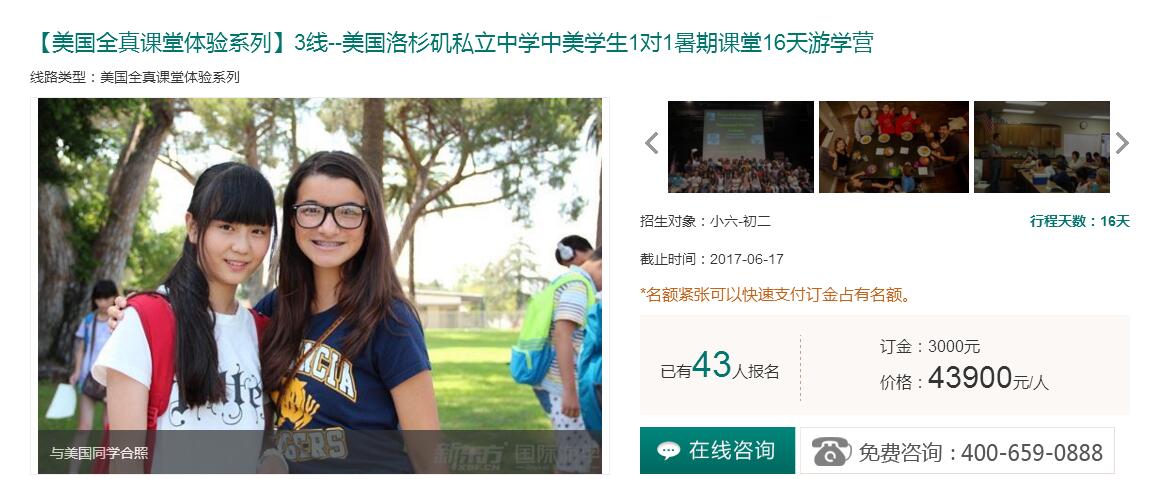 【美国全真课堂体验系列】3线--美国洛杉矶私立中学中美学生1对1暑期课堂16天游学营
线路类型：美国全真课堂体验系列
招生对象：小六-初二
行程天数：16天
截止时间：2017-06-17
*名额紧张可以快速支付订金占有名额。
已有43人报名
订金：3000元
价格：43900元/人
与美国同学合照
新东方 国际游学
XDF.CN
在线咨询
免费咨询：400-659-0888